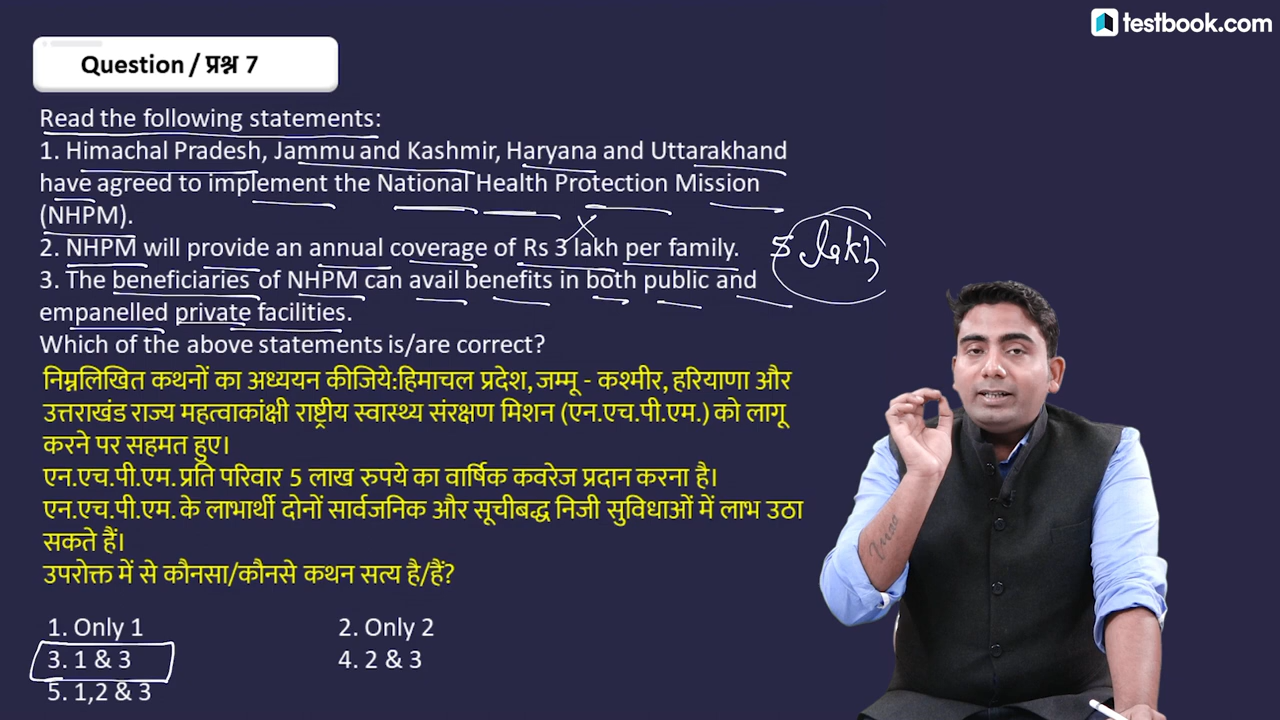 testbook.com
Question / प्रश्न 7
Read the following statements:
1. Himachal Pradesh, Jammu and Kashmir, Haryana and Uttarakhand
have agreed to implement the National Health Protection Mission
(NHPM).
2. NHPM will provide an annual coverage of Rs 3 lakh per family.
5 lakh
3. The beneficiaries of NHPM can avail benefits in both public and
empanelled private facilities.
Which of the above statements is/are correct?
निम्नलिखित कथनों का अध्ययन कीजिये:हिमाचल प्रदेश, जम्मू - कश्मीर, हरियाणा और
उत्तराखंड राज्य महत्वाकांक्षी राष्ट्रीय स्वास्थ्य संरक्षण मिशन (एन.एच.पी.एम.) को लागू
करने पर सहमत हुए।
एन.एच.पी.एम. प्रति परिवार 5 लाख रुपये का वार्षिक कवरेज प्रदान करना है।
एन.एच.पी.एम. के लाभार्थी दोनों सार्वजनिक और सूचीबद्ध निजी सुविधाओं में लाभ उठा
सकते हैं।
उपरोक्त में से कौनसा/कौनसे कथन सत्य है/हैं?
1. Only 1
2. Only 2
3. 1 & 3
4. 2 & 3
5. 1,2 & 3